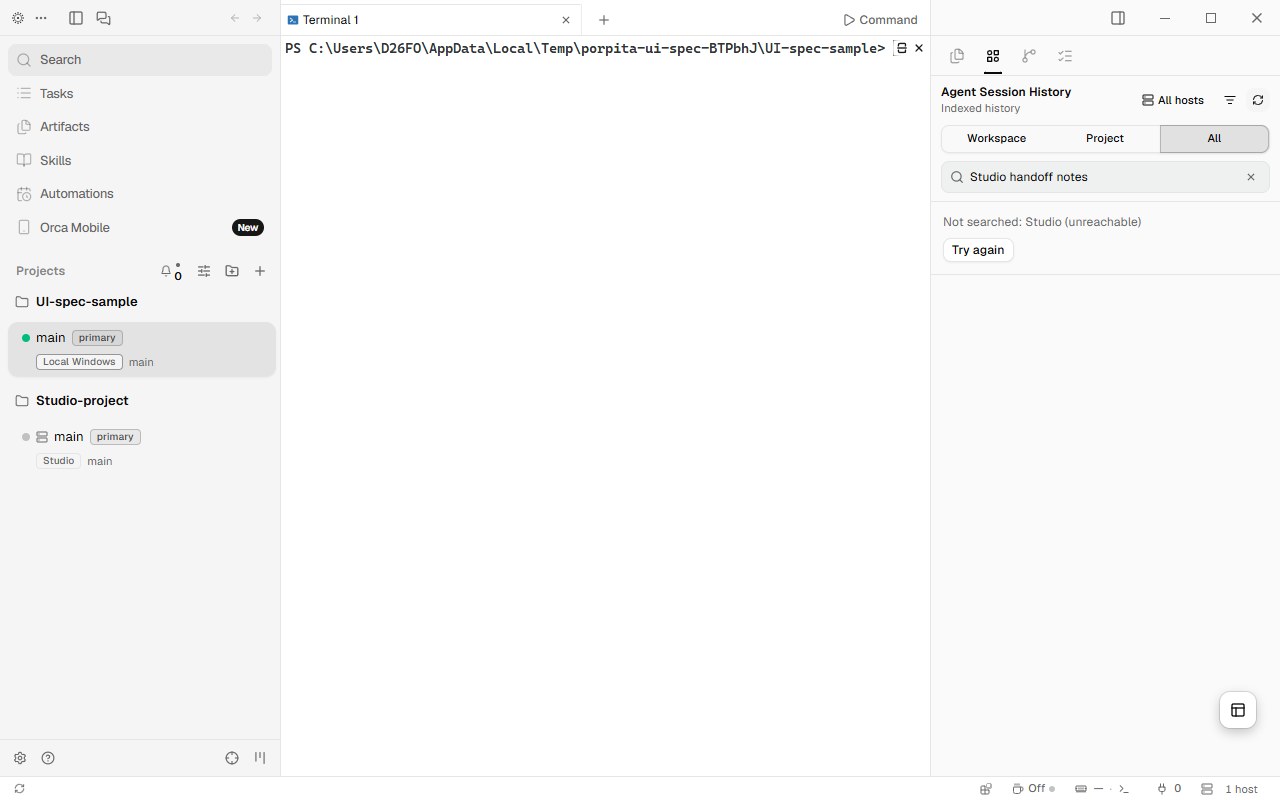 Terminal 1
Command
Search
Tasks
Artifacts
Skills
Automations
Orca Mobile
New
Projects
0
UI-spec-sample
main primary
Local Windows main
Studio-project
main primary
Studio main
PS C:\Users\D26FO\AppData\Local\Temp\porpita-ui-spec-BTPbhJ\UI-spec-sample>
Agent Session History
Indexed history
All hosts
Workspace Project All
Studio handoff notes
Not searched: Studio (unreachable)
Try again
Off
0
1 host